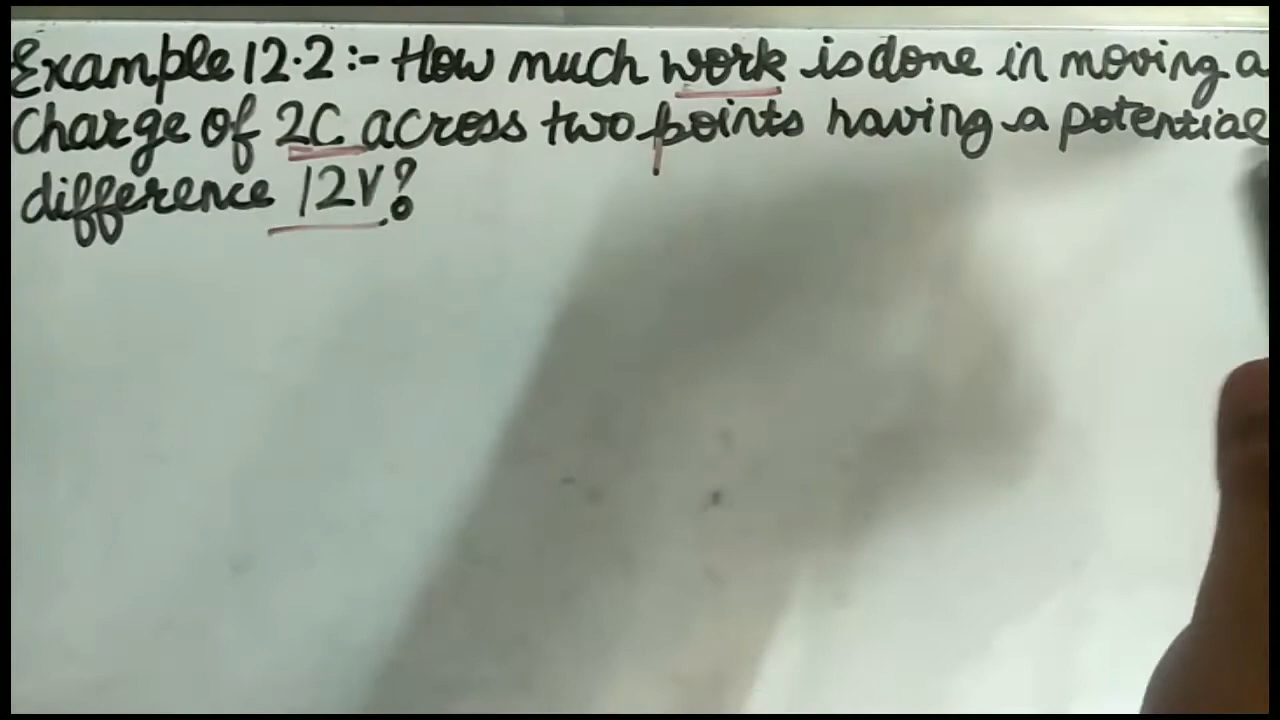 Example 12.2:- How much work is done in moving a
Charge of 2C across two points having a potential
difference 12V?